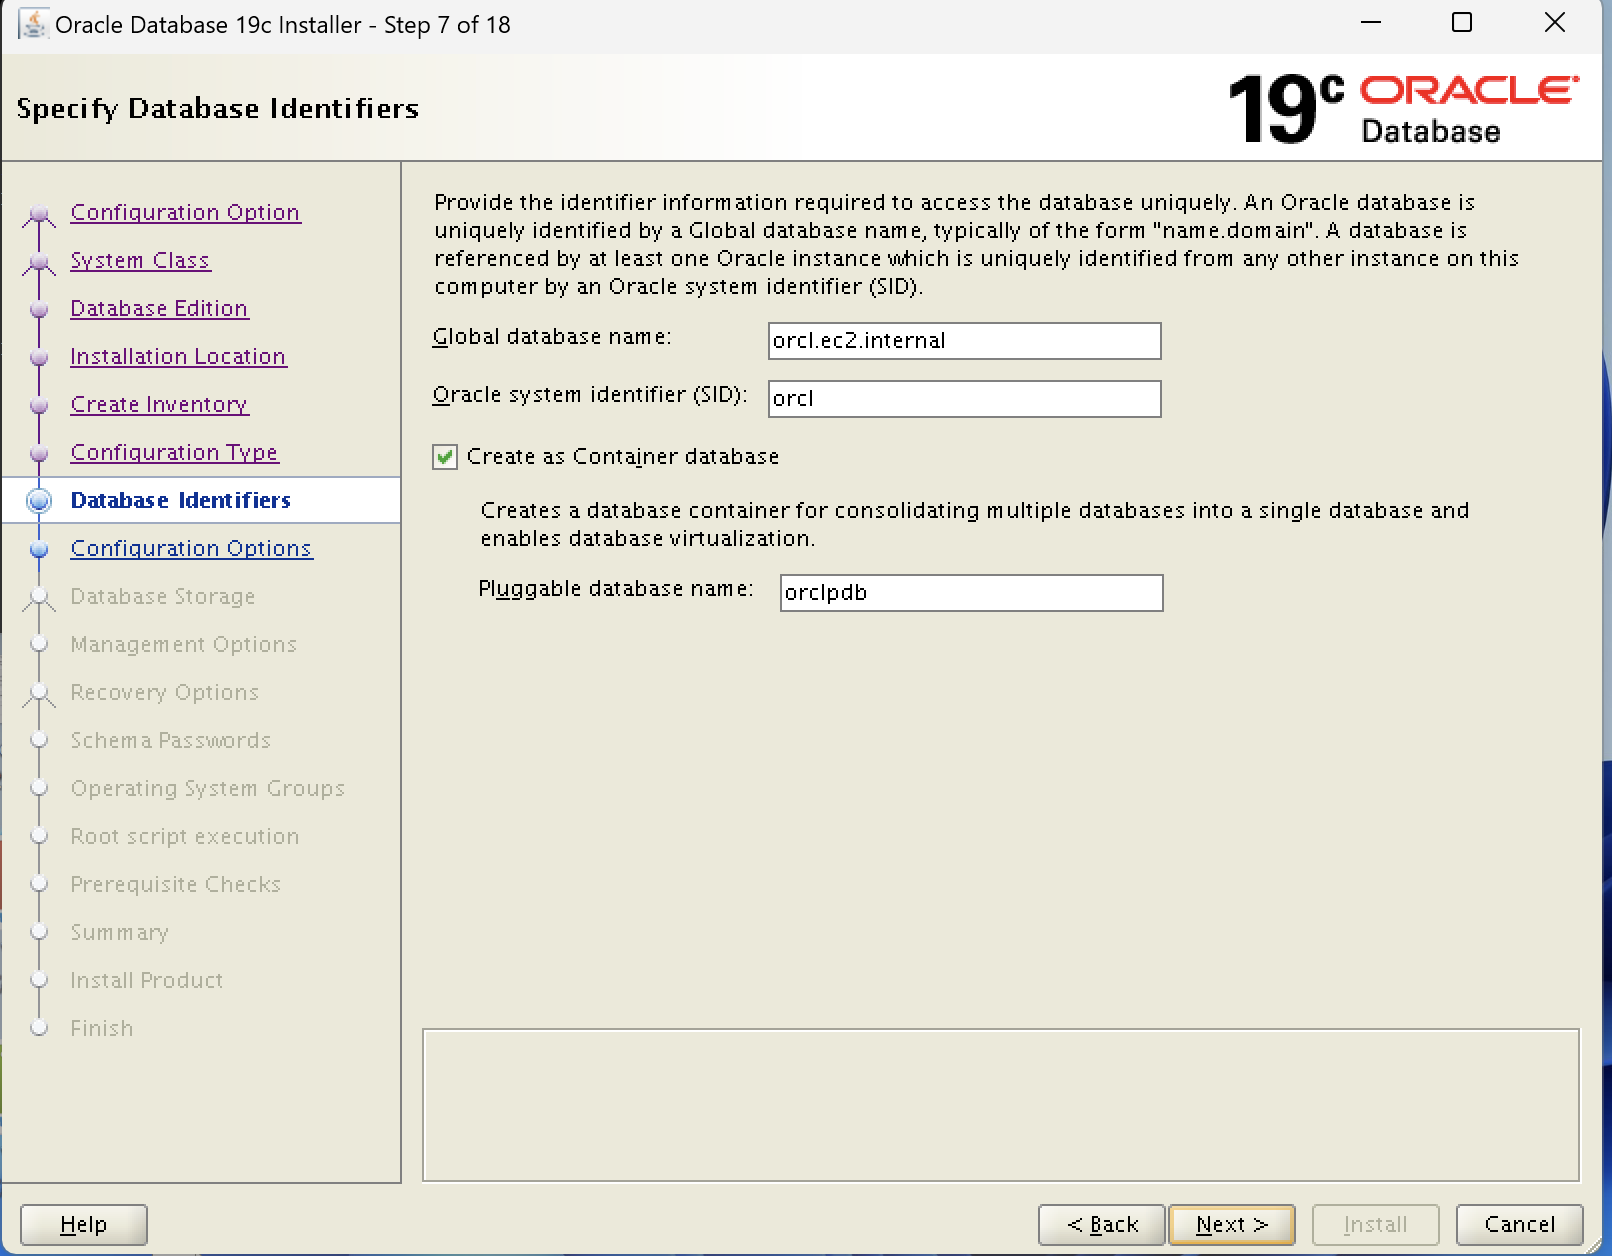 Oracle Database 19c Installer - Step 7 of 18
Specify Database Identifiers
19c ORACLE
Database
Configuration Option
System Class
Database Edition
Installation Location
Create Inventory
Configuration Type
Database Identifiers
Configuration Options
Database Storage
Management Options
Recovery Options
Schema Passwords
Operating System Groups
Root script execution
Prerequisite Checks
Summary
Install Product
Finish
Provide the identifier information required to access the database uniquely. An Oracle database is
uniquely identified by a Global database name, typically of the form "name.domain". A database is
referenced by at least one Oracle instance which is uniquely identified from any other instance on this
computer by an Oracle system identifier (SID).
Global database name: orcl.ec2.internal
Oracle system identifier (SID): orcl
Create as Container database
Creates a database container for consolidating multiple databases into a single database and
enables database virtualization.
Pluggable database name: orclpdb
Help
< Back
Next >
Install
Cancel